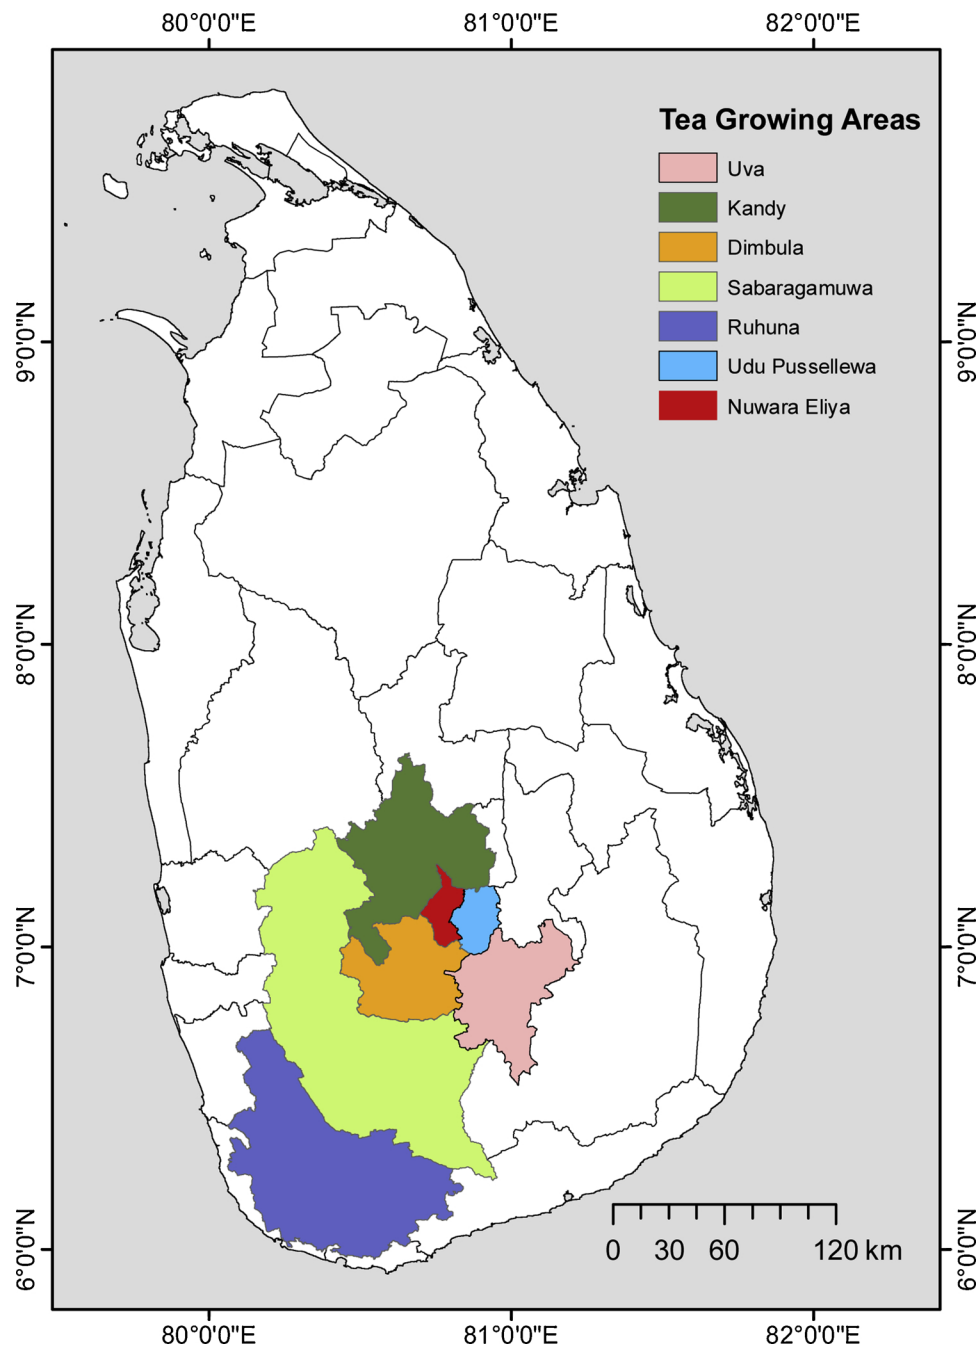 80°0'0"E 81°0'0"E 82°0'0"E
Tea Growing Areas
Uva
Kandy
Dimbula
Sabaragamuwa
Ruhuna
Udu Pussellewa
Nuwara Eliya
9°0'0"N 9°0'0"N
8°0'0"N 8°0'0"N
7°0'0"N 7°0'0"N
6°0'0"N 6°0'0"N
0 30 60 120 km
80°0'0"E 81°0'0"E 82°0'0"E